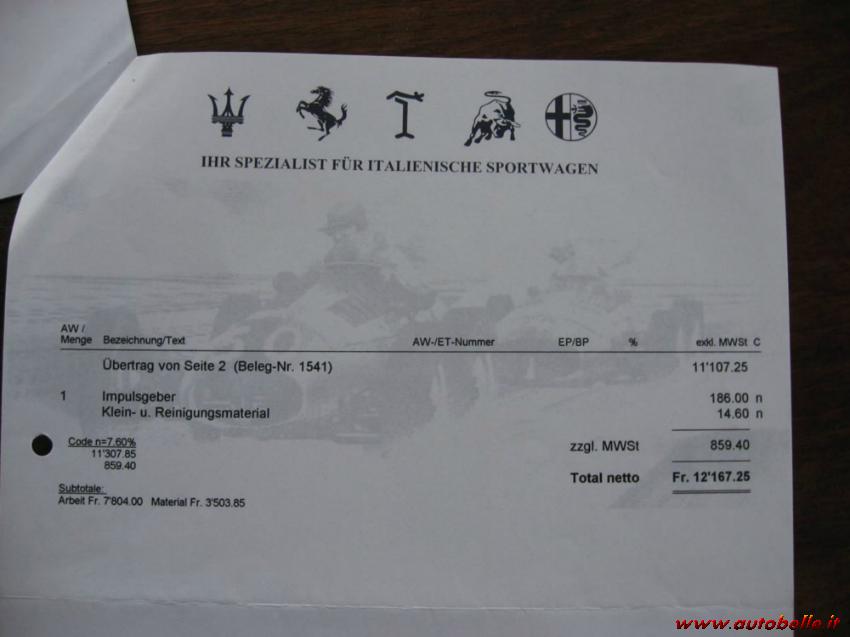 IHR SPEZIALIST FÜR ITALIENISCHE SPORTWAGEN
AW /
Menge Bezeichnung/Text AW-/ET-Nummer EP/BP % exkl. MWSt C
Übertrag von Seite 2 (Beleg-Nr. 1541) 11'107.25
1 Impulsgeber 186.00 n
Klein- u. Reinigungsmaterial 14.60 n
Code n=7.60%
11'307.85
859.40
zzgl. MWSt 859.40
Total netto Fr. 12'167.25
Subtotale:
Arbeit Fr. 7'804.00 Material Fr. 3'503.85
www.autobelle.it